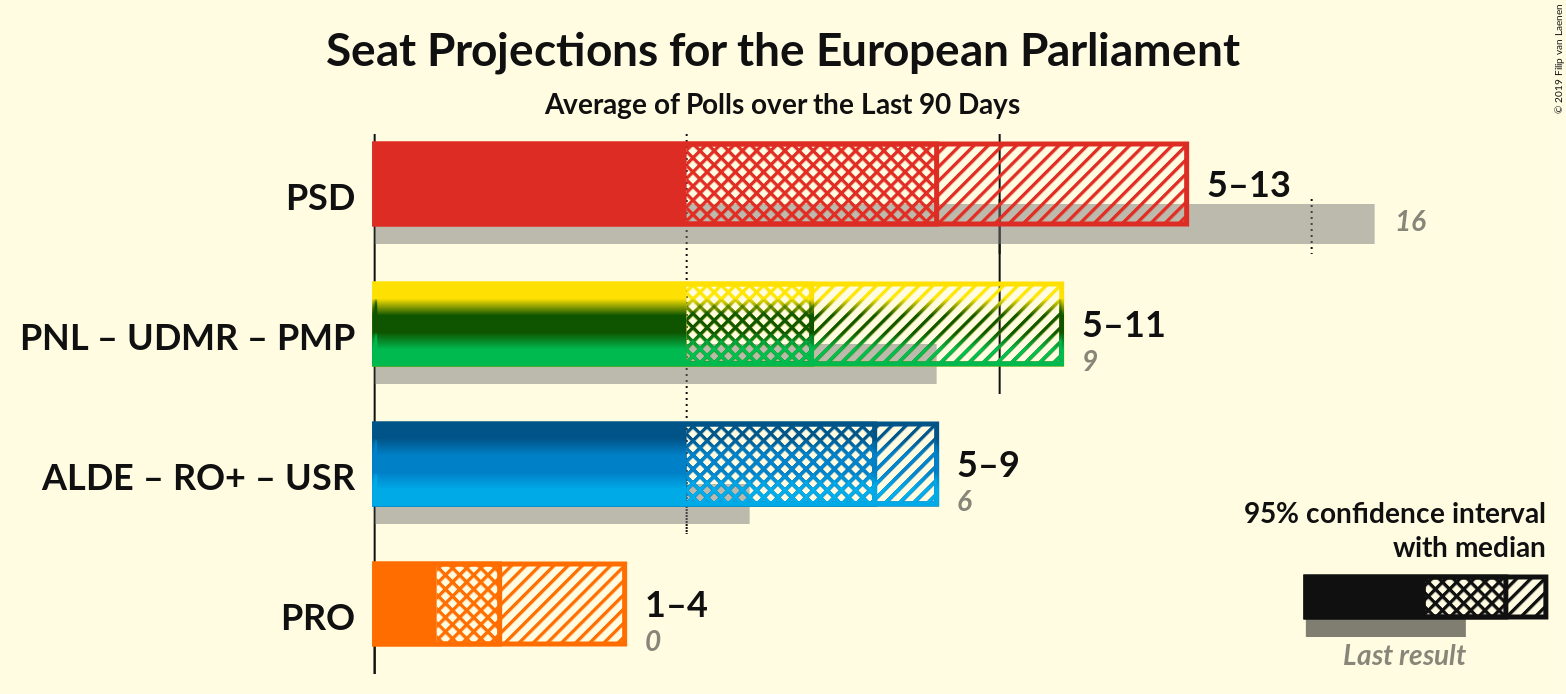 Seat Projections for the European Parliament
Average of Polls over the Last 90 Days
© 2019 Filip van Laenen
PSD
5–13
16
PNL – UDMR – PMP
5–11
9
ALDE – RO+ – USR
5–9
6
PRO
1–4
0
95% confidence interval
with median
Last result